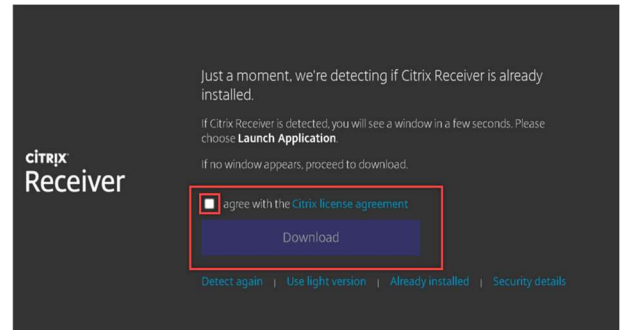 Just a moment, we're detecting if Citrix Receiver is already
installed.
If Citrix Receiver is detected, you will see a window in a few seconds. Please
choose Launch Application.
If no window appears, proceed to download.
citrix
Receiver
I agree with the Citrix license agreement
Download
Detect again | Use light version | Already installed | Security details